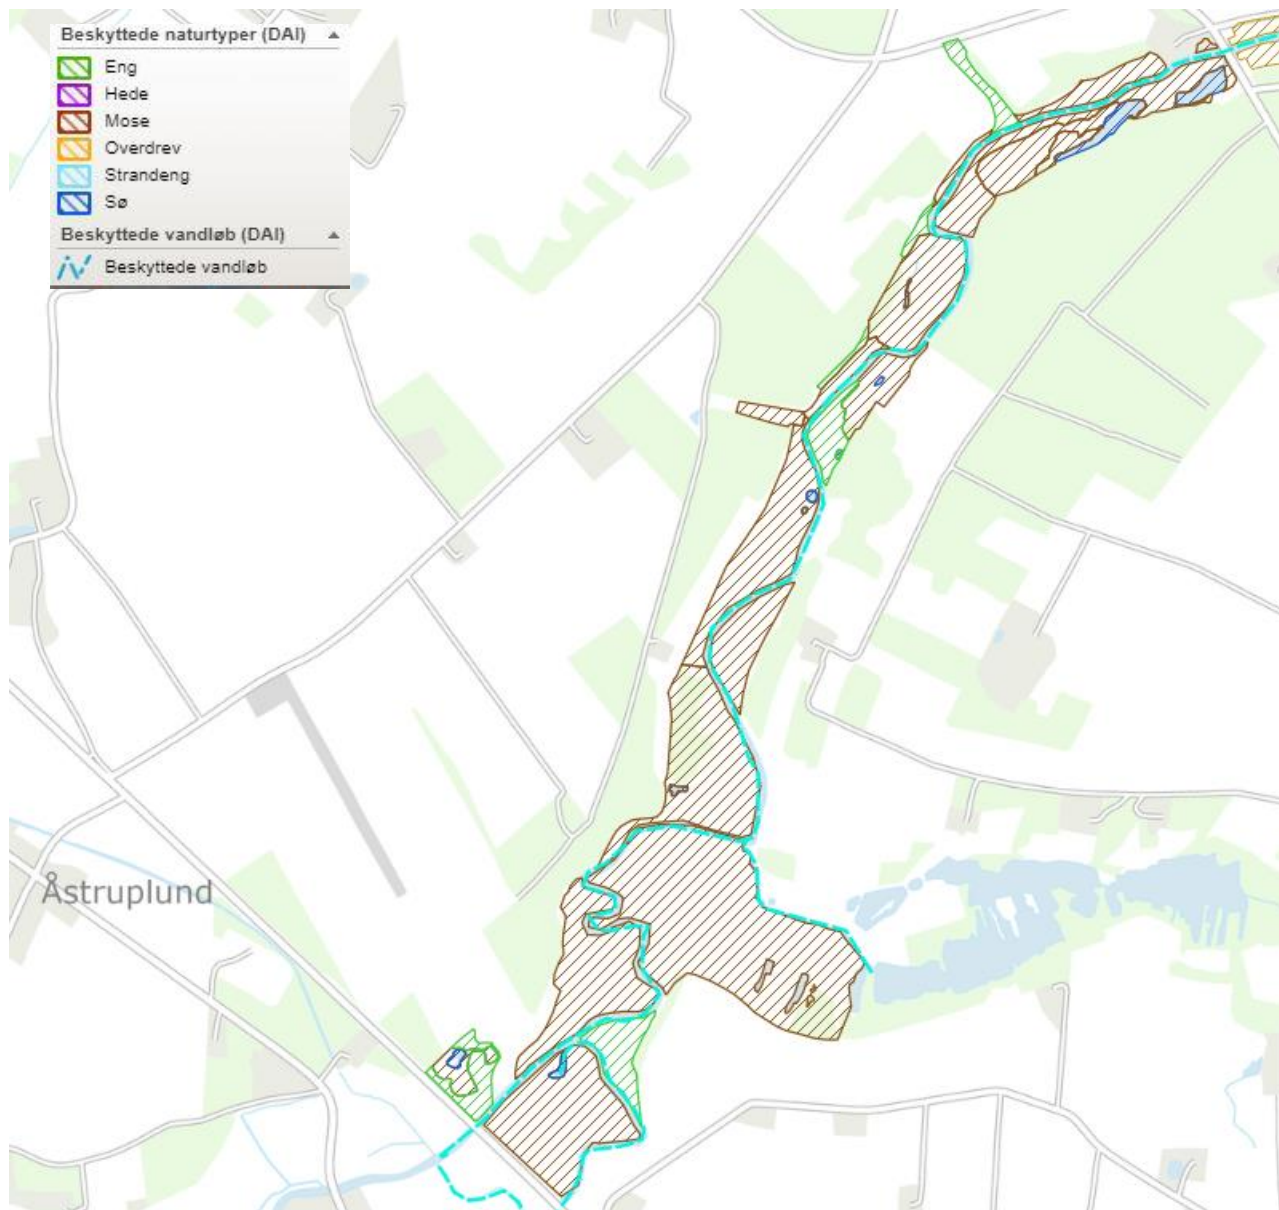 Beskyttede naturtyper (DAI)
Eng
Hede
Mose
Overdrev
Strandeng
Sø
Beskyttede vandløb (DAI)
Beskyttede vandløb
Åstruplund